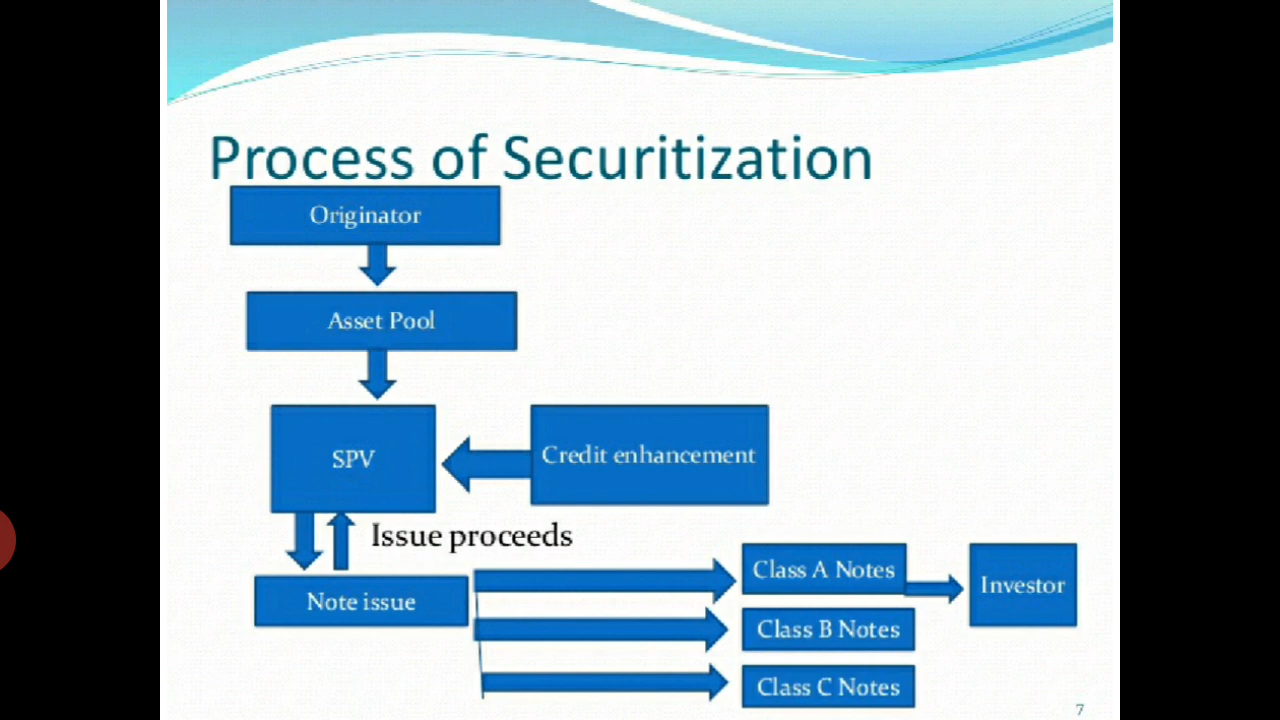 Process of Securitization
Originator
Asset Pool
SPV
Credit enhancement
Issue proceeds
Note issue
Class A Notes
Investor
Class B Notes
Class C Notes
7